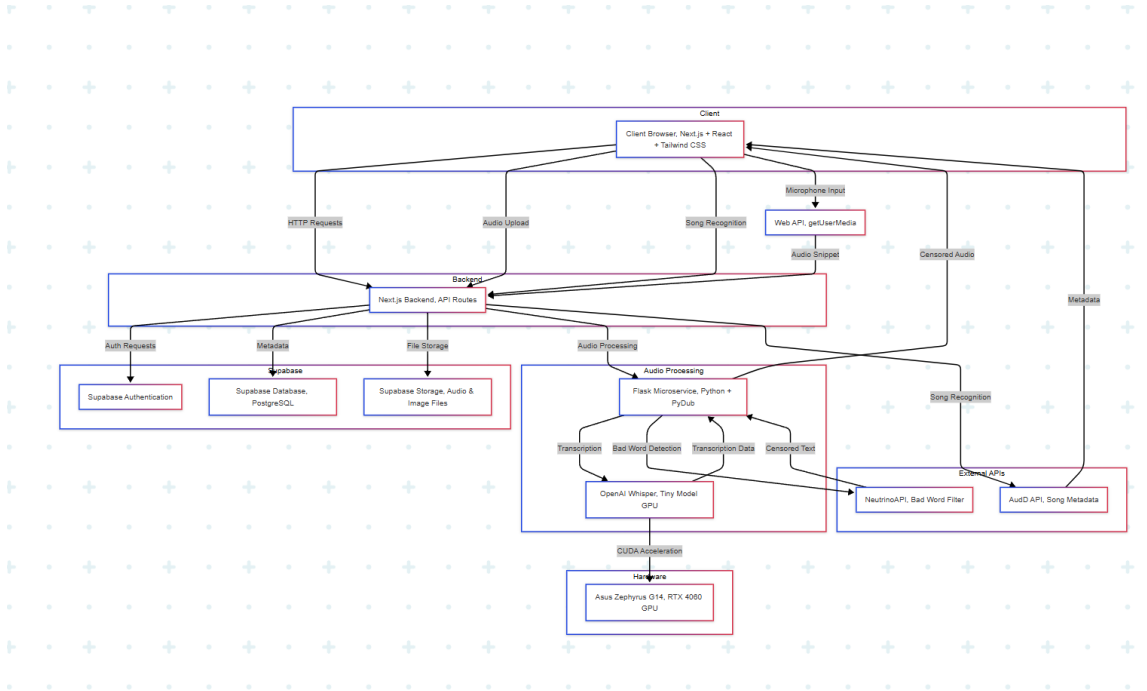 Client
Client Browser, Next.js + React
+ Tailwind CSS
Microphone Input
HTTP Requests
Audio Upload
Song Recognition
Web API, getUserMedia
Audio Snippet
Censored Audio
Backend
Next.js Backend, API Routes
Metadata
Auth Requests
Metadata
File Storage
Audio Processing
Supabase
Supabase Authentication
Supabase Database,
PostgreSQL
Supabase Storage, Audio &
Image Files
Audio Processing
Flask Microservice, Python +
PyDub
Song Recognition
Transcription
Bad Word Detection
Transcription Data
Censored Text
External APIs
NeutrinoAPI, Bad Word Filter
AudD API, Song Metadata
OpenAI Whisper, Tiny Model
GPU
CUDA Acceleration
Hardware
Asus Zephyrus G14, RTX 4060
GPU